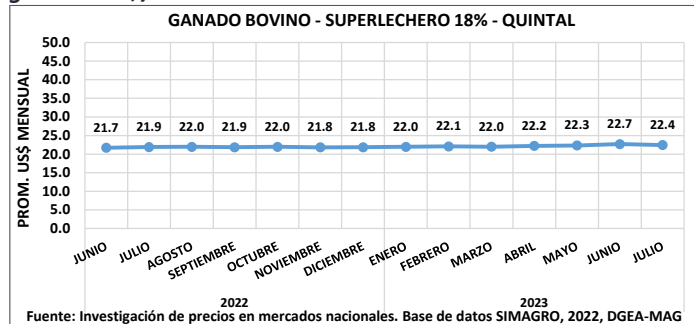 GANADO BOVINO - SUPERLECHERO 18% - QUINTAL
PROM. US$ MENSUAL
50.0
45.0
40.0
35.0
30.0
25.0
20.0
15.0
10.0
5.0
0.0
21.7 21.9 22.0 21.9 22.0 21.8 21.8 22.0 22.1 22.0 22.2 22.3 22.7 22.4
JUNIO JULIO AGOSTO SEPTIEMBRE OCTUBRE NOVIEMBRE DICIEMBRE ENERO FEBRERO MARZO ABRIL MAYO JUNIO JULIO
2022 2023
Fuente: Investigación de precios en mercados nacionales. Base de datos SIMAGRO, 2022, DGEA-MAG